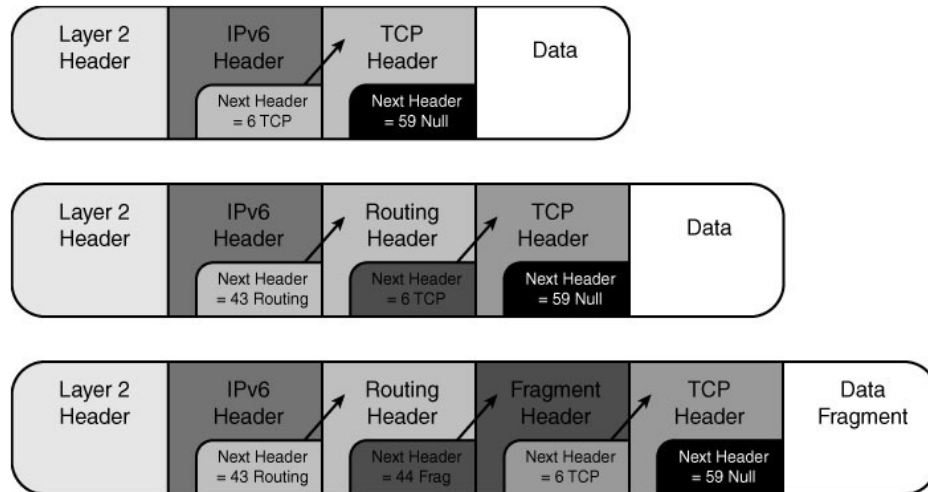 Layer 2
Header
IPv6
Header
TCP
Header
Data
Next Header
= 6 TCP
Next Header
= 59 Null
Layer 2
Header
IPv6
Header
Routing
Header
TCP
Header
Data
Next Header
= 43 Routing
Next Header
= 6 TCP
Next Header
= 59 Null
Layer 2
Header
IPv6
Header
Routing
Header
Fragment
Header
TCP
Header
Data
Fragment
Next Header
= 43 Routing
Next Header
= 44 Frag
Next Header
= 6 TCP
Next Header
= 59 Null